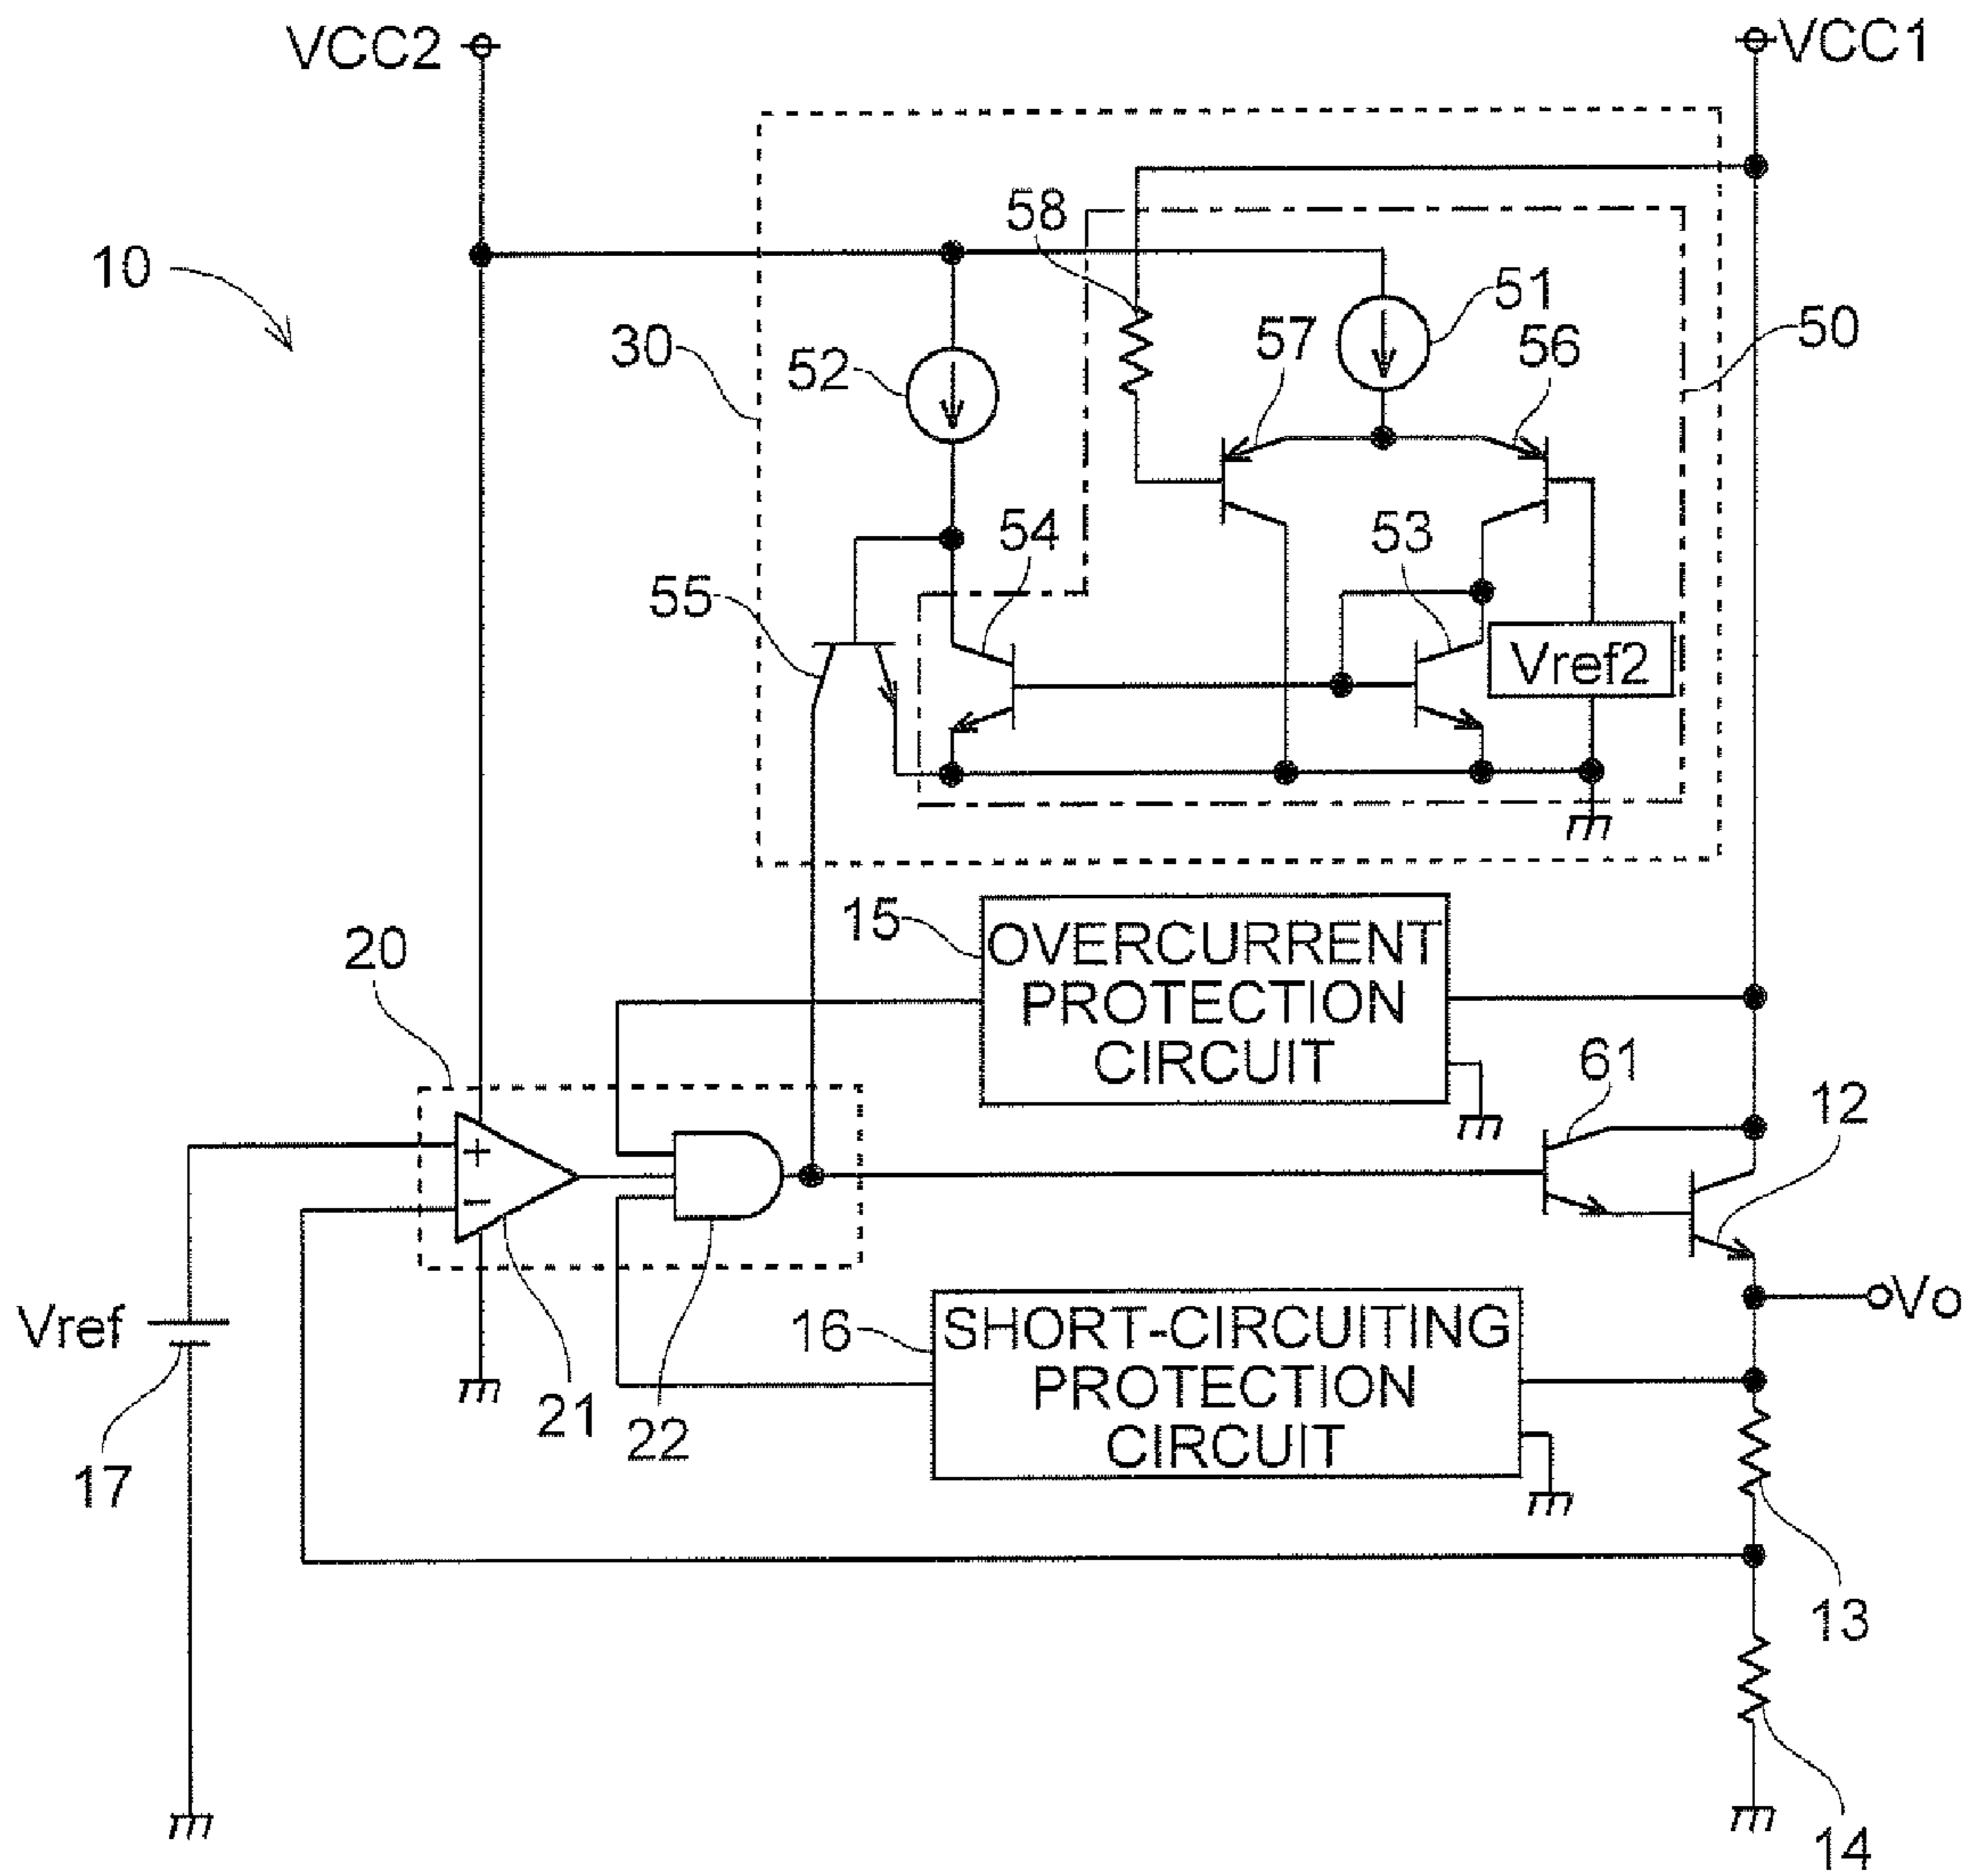 VCC2
VCC1
10
58
51
57
56
50
30
52
54
53
55
Vref2
15
OVERCURRENT
PROTECTION
CIRCUIT
20
61
12
+
−
Vref
17
21
22
16
SHORT-CIRCUITING
PROTECTION
CIRCUIT
Vo
13
14